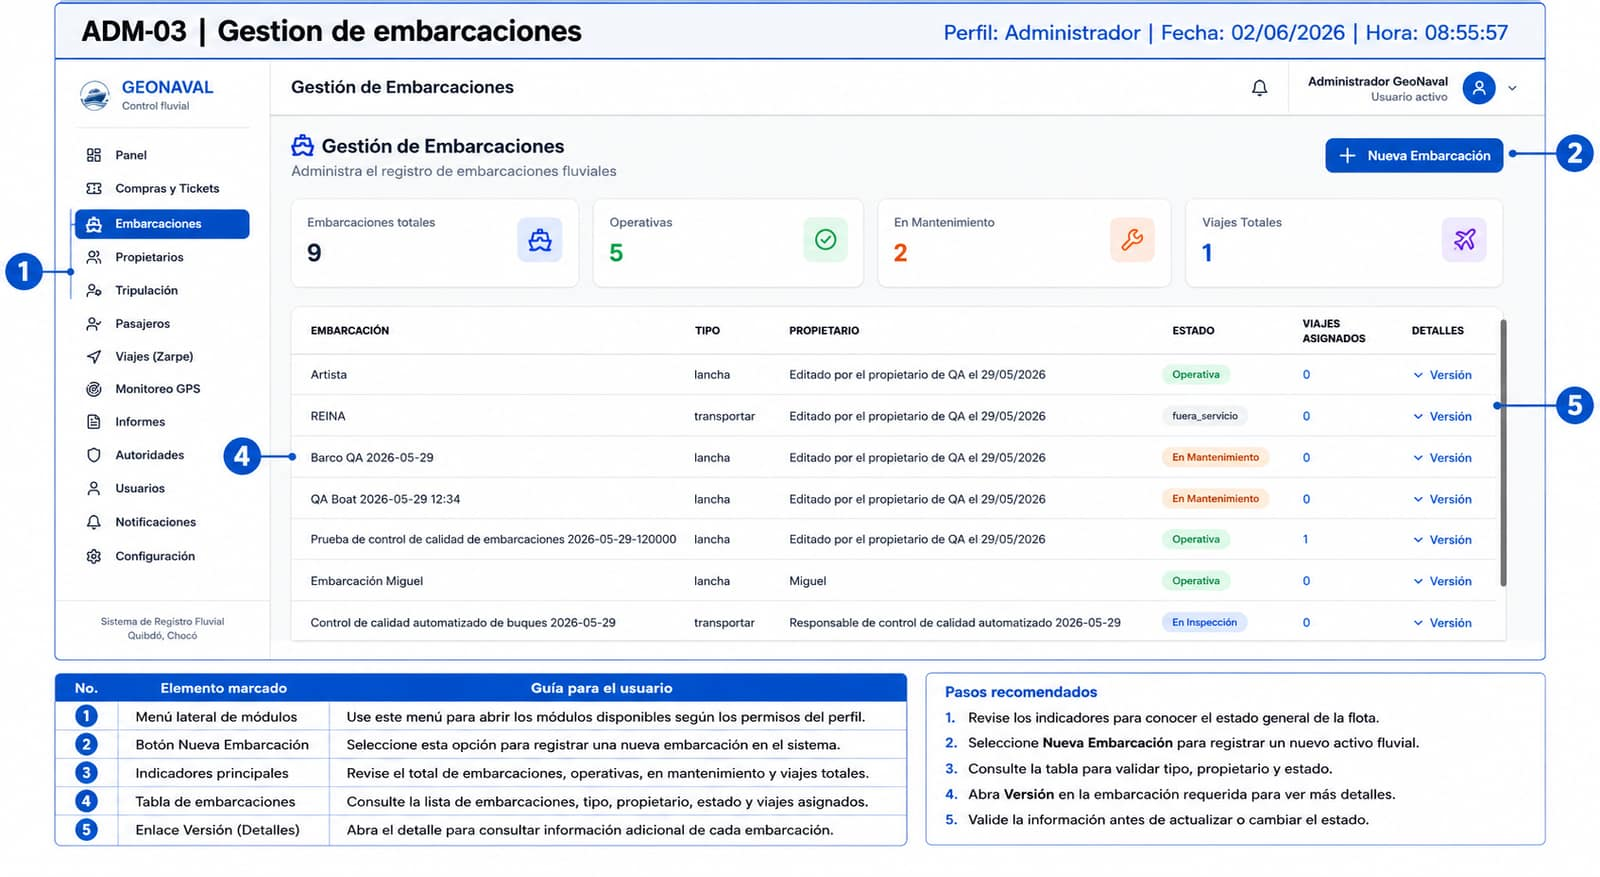 ADM-03 | Gestion de embarcaciones
Perfil: Administrador | Fecha: 02/06/2026 | Hora: 08:55:57
GEONAVAL
Control fluvial
Gestión de Embarcaciones
Administrador GeoNaval
Usuario activo
Panel
Compras y Tickets
Embarcaciones
Propietarios
Tripulación
Pasajeros
Viajes (Zarpe)
Monitoreo GPS
Informes
Autoridades
Usuarios
Notificaciones
Configuración
Sistema de Registro Fluvial
Quibdó, Chocó
1
Gestión de Embarcaciones
Administra el registro de embarcaciones fluviales
Nueva Embarcación
2
Embarcaciones totales
9
Operativas
5
En Mantenimiento
2
Viajes Totales
1
EMBARCACIÓN TIPO PROPIETARIO ESTADO VIAJES ASIGNADOS DETALLES
Artista lancha Editado por el propietario de QA el 29/05/2026 Operativa 0 Versión
REINA transportar Editado por el propietario de QA el 29/05/2026 fuera_servicio 0 Versión
5
4
Barco QA 2026-05-29 lancha Editado por el propietario de QA el 29/05/2026 En Mantenimiento 0 Versión
QA Boat 2026-05-29 12:34 lancha Editado por el propietario de QA el 29/05/2026 En Mantenimiento 0 Versión
Prueba de control de calidad de embarcaciones 2026-05-29-120000 lancha Editado por el propietario de QA el 29/05/2026 Operativa 1 Versión
Embarcación Miguel lancha Miguel Operativa 0 Versión
Control de calidad automatizado de buques 2026-05-29 transportar Responsable de control de calidad automatizado 2026-05-29 En Inspección 0 Versión
No. Elemento marcado Guía para el usuario
1 Menú lateral de módulos Use este menú para abrir los módulos disponibles según los permisos del perfil.
2 Botón Nueva Embarcación Seleccione esta opción para registrar una nueva embarcación en el sistema.
3 Indicadores principales Revise el total de embarcaciones, operativas, en mantenimiento y viajes totales.
4 Tabla de embarcaciones Consulte la lista de embarcaciones, tipo, propietario, estado y viajes asignados.
5 Enlace Versión (Detalles) Abra el detalle para consultar información adicional de cada embarcación.
Pasos recomendados
1. Revise los indicadores para conocer el estado general de la flota.
2. Seleccione Nueva Embarcación para registrar un nuevo activo fluvial.
3. Consulte la tabla para validar tipo, propietario y estado.
4. Abra Versión en la embarcación requerida para ver más detalles.
5. Valide la información antes de actualizar o cambiar el estado.